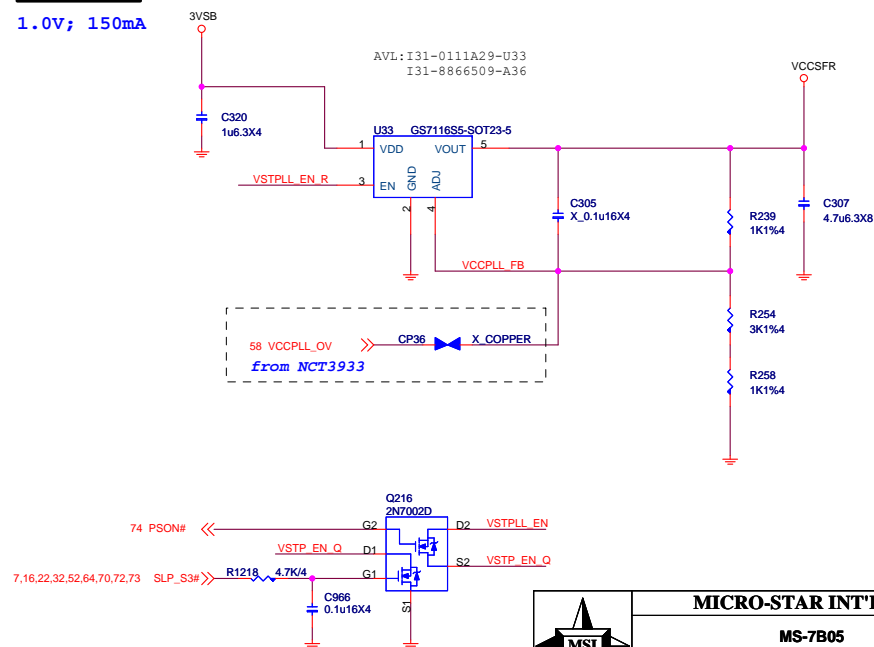 1.0V; 150mA
3VSB
AVL:I31-0111A29-U33
I31-8866509-A36
VCCSFR
C320
1u6.3X4
U33 GS7116S5-SOT23-5
1 VDD VOUT 5
VSTPLL_EN_R 3 EN GND ADJ
2 4
C305
X_0.1u16X4
R239
1K1%4
C307
4.7u6.3X8
VCCPLL_FB
R254
3K1%4
58 VCCPLL_OV CP36 X_COPPER
from NCT3933
R258
1K1%4
Q216
2N7002D
74 PSON# G2 D2 VSTPLL_EN
VSTP_EN_Q D1 S2 VSTP_EN_Q
7,16,22,32,52,64,70,72,73 SLP_S3# R1218 4.7K/4 G1
S1
C966
0.1u16X4
MICRO-STAR INT'
MSI
MS-7B05